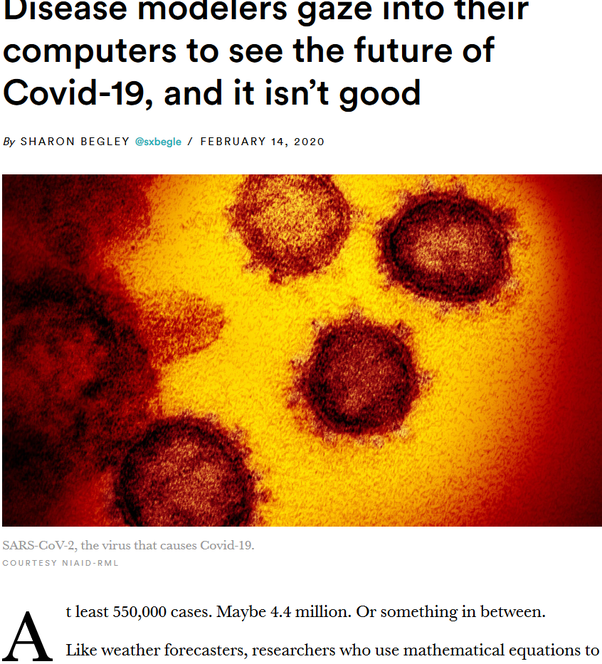 Disease modelers gaze into their
computers to see the future of
Covid-19, and it isn’t good
By SHARON BEGLEY @sxbegle / FEBRUARY 14, 2020
SARS-CoV-2, the virus that causes Covid-19.
COURTESY NIAID-RML
At least 550,000 cases. Maybe 4.4 million. Or something in between.
Like weather forecasters, researchers who use mathematical equations to